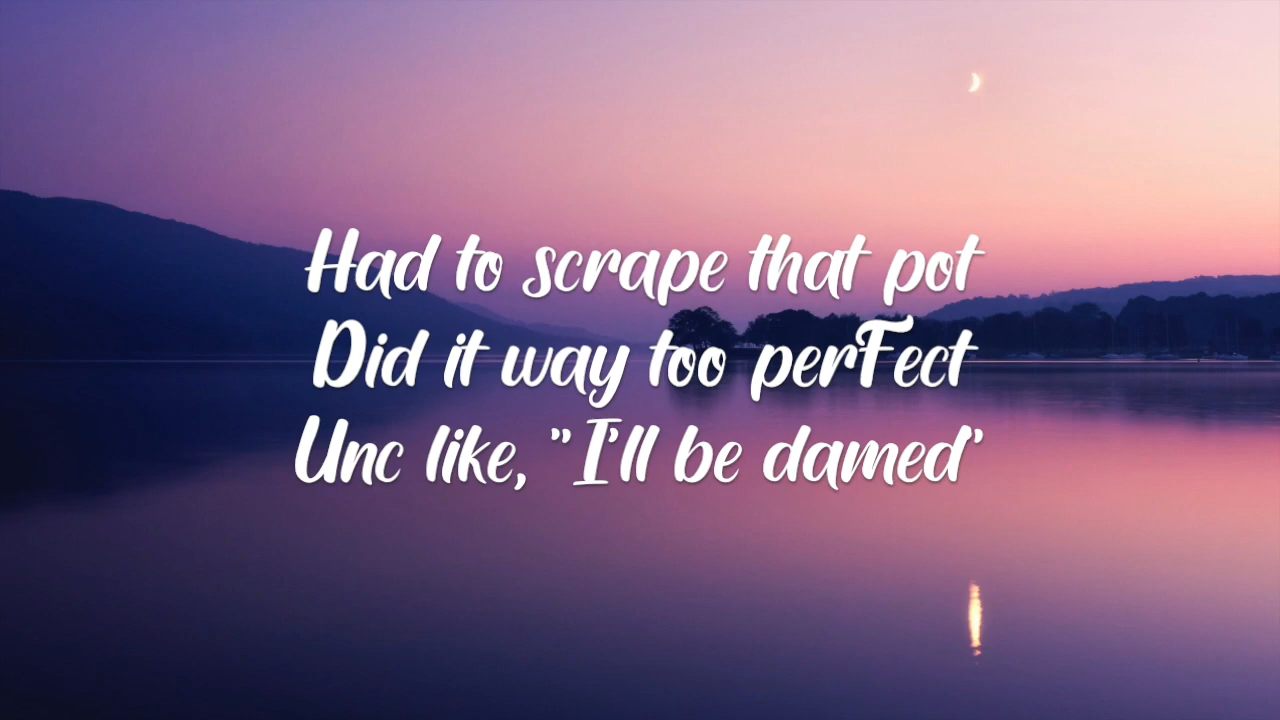 Had to scrape that pot
Did it way too perFect
Unc like, "I'll be damed"